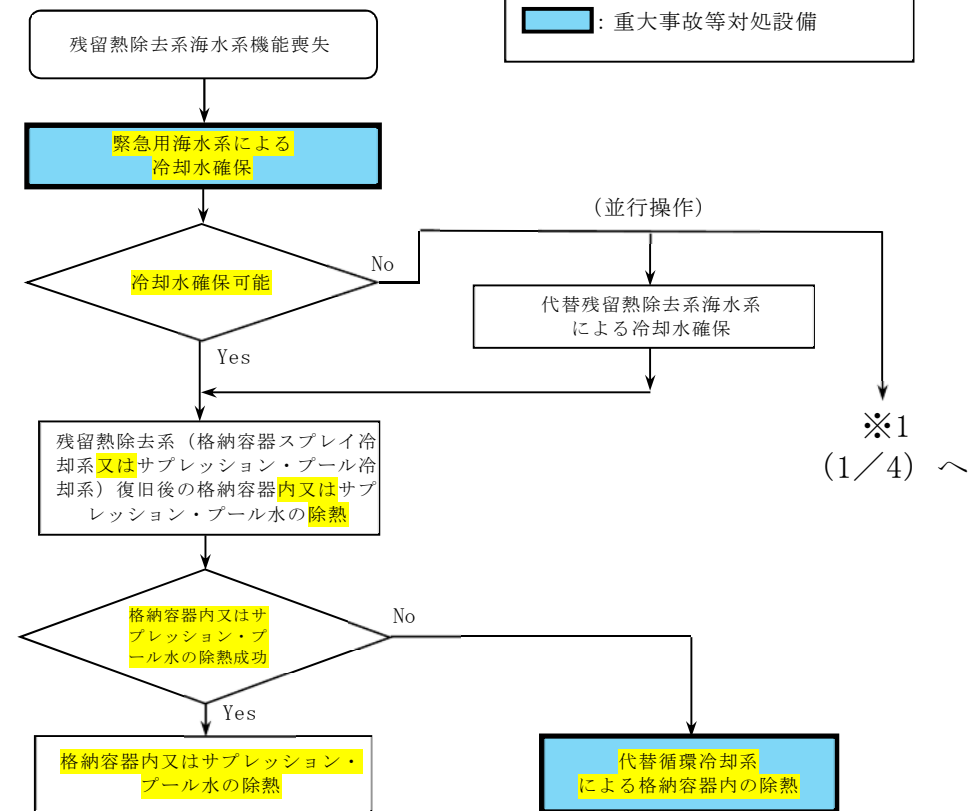 ：重大事故等対処設備
残留熱除去系海水系機能喪失
緊急用海水系による
冷却水確保
（並行操作）
冷却水確保可能
No
代替残留熱除去系海水系
による冷却水確保
Yes
※1
（1／4）へ
残留熱除去系（格納容器スプレイ冷
却系又はサプレッション・プール冷
却系）復旧後の格納容器内又はサプ
レッション・プール水の除熱
格納容器内又はサ
プレッション・プ
ール水の除熱成功
No
Yes
格納容器内又はサプレッション・
プール水の除熱
代替循環冷却系
による格納容器内の除熱